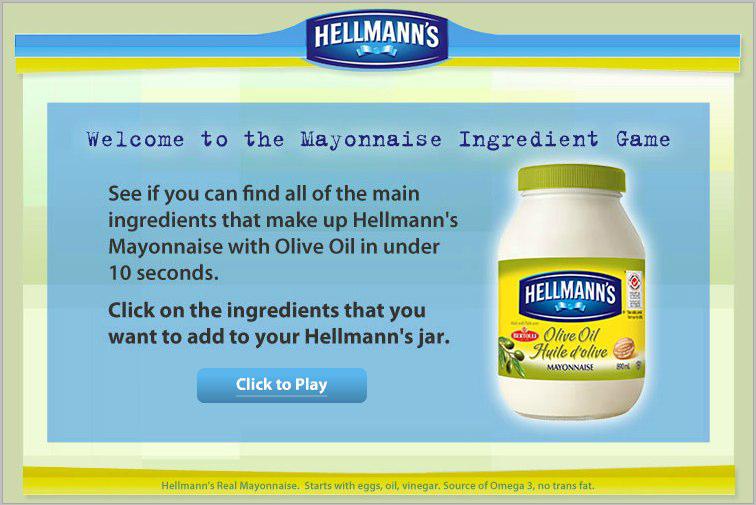 HELLMANN'S
Welcome to the Mayonnaise Ingredient Game
See if you can find all of the main
ingredients that make up Hellmann's
Mayonnaise with Olive Oil in under
10 seconds.
Click on the ingredients that you
want to add to your Hellmann's jar.
Click to Play
HELLMANN'S
BERTOLLI
Olive Oil
Huile d'olive
MAYONNAISE
890 mL
Hellmann's Real Mayonnaise. Starts with eggs, oil, vinegar. Source of Omega 3, no trans fat.